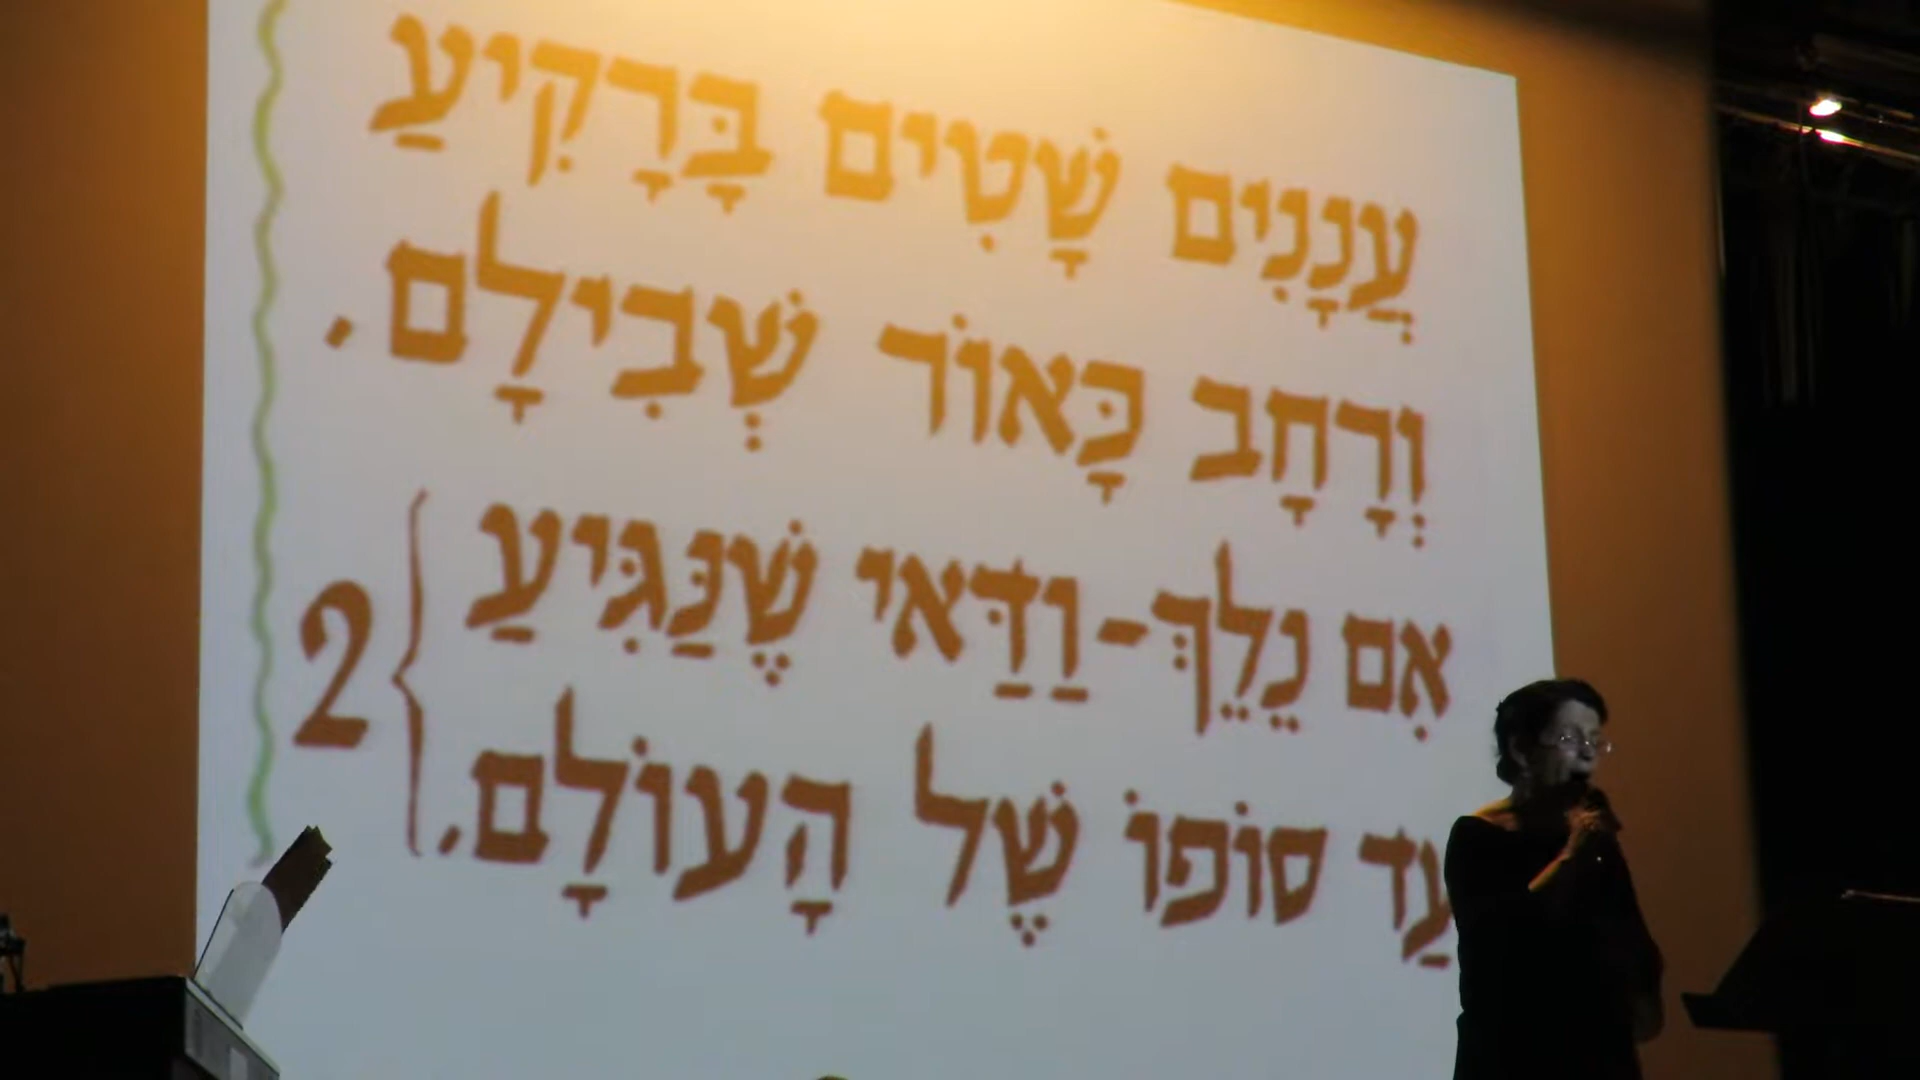 עֲנָנִים שָׁטִים בָּרָקִיעַ
וְרָחָב כָּאוֹר שְׁבִילָם.
אִם נֵלֵךְ-וַדַּאי שֶׁנַּגִּיעַ
עַד סוֹפוֹ שֶׁל הָעוֹלָם.
2